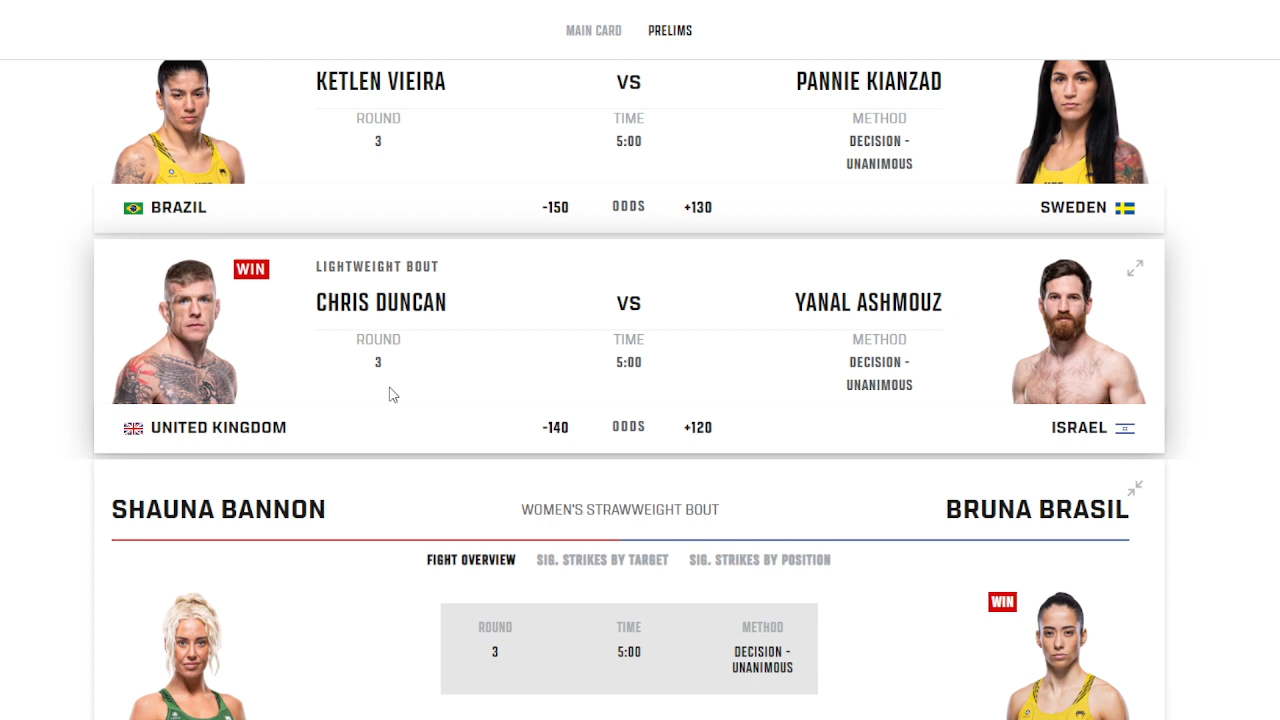 MAIN CARD PRELIMS
KETLEN VIEIRA VS PANNIE KIANZAD
ROUND TIME METHOD
3 5:00 DECISION -
UNANIMOUS
BRAZIL -150 ODDS +130 SWEDEN
WIN LIGHTWEIGHT BOUT
CHRIS DUNCAN VS YANAL ASHMOUZ
ROUND TIME METHOD
3 5:00 DECISION -
UNANIMOUS
UNITED KINGDOM -140 ODDS +120 ISRAEL
SHAUNA BANNON WOMEN'S STRAWWEIGHT BOUT BRUNA BRASIL
FIGHT OVERVIEW SIG. STRIKES BY TARGET SIG. STRIKES BY POSITION
WIN
ROUND TIME METHOD
3 5:00 DECISION -
UNANIMOUS